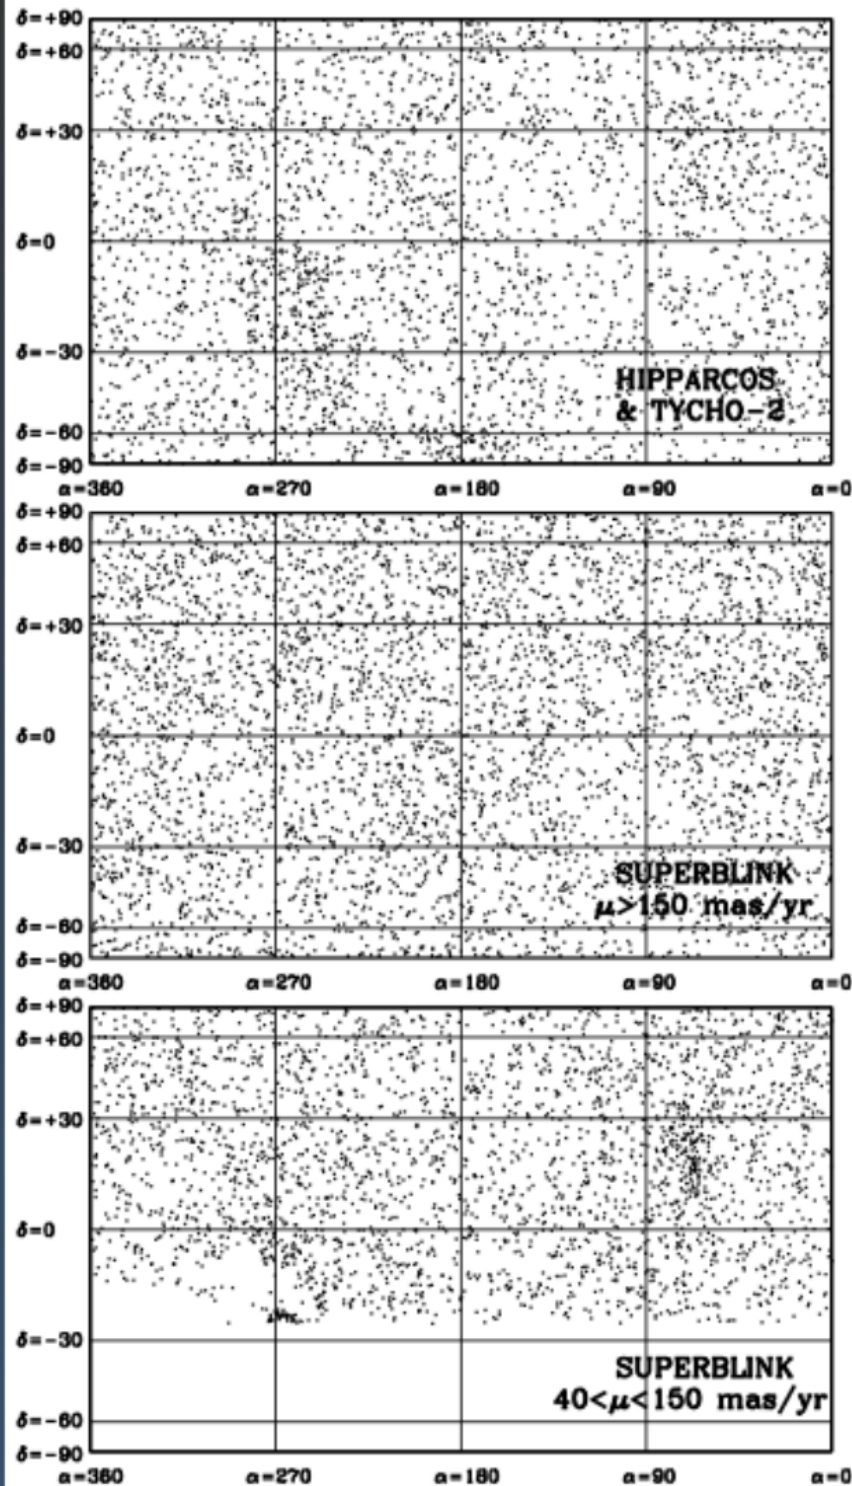 δ=+90
δ=+60
δ=+30
δ=0
δ=-30
HIPPARCOS
& TYCHO-2
δ=-60
δ=-90
α=360 α=270 α=180 α=90 α=0
δ=+90
δ=+60
δ=+30
δ=0
δ=-30
SUPERBLINK
μ>150 mas/yr
δ=-60
δ=-90
α=360 α=270 α=180 α=90 α=0
δ=+90
δ=+60
δ=+30
δ=0
δ=-30
SUPERBLINK
40<μ<150 mas/yr
δ=-60
δ=-90
α=360 α=270 α=180 α=90 α=0